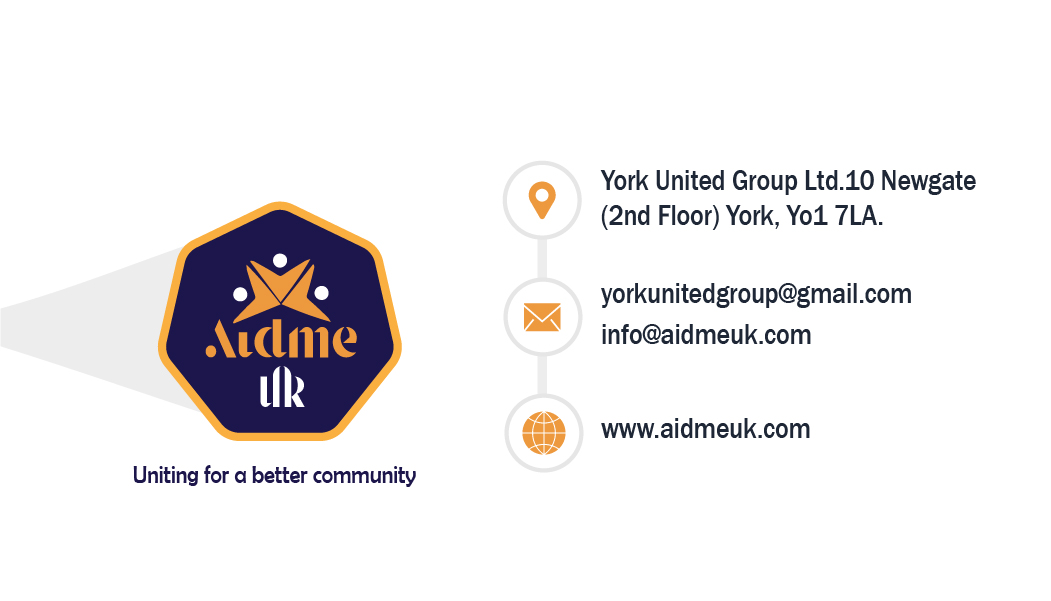 Aidme
UK
Uniting for a better community
York United Group Ltd.10 Newgate
(2nd Floor) York, Yo1 7LA.
yorkunitedgroup@gmail.com
info@aidmeuk.com
www.aidmeuk.com